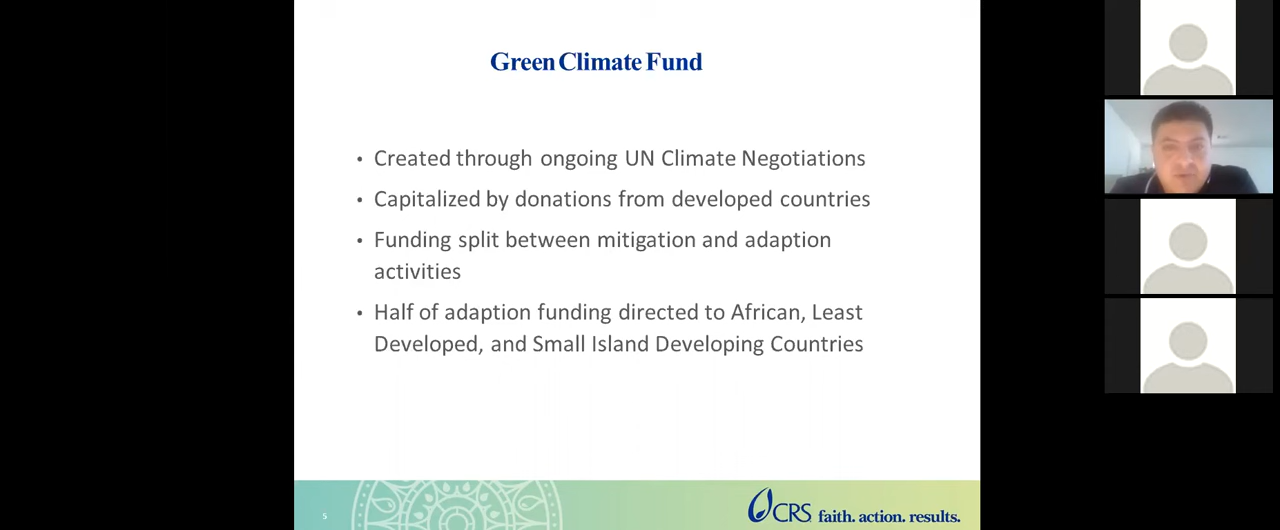 Green Climate Fund
• Created through ongoing UN Climate Negotiations
• Capitalized by donations from developed countries
• Funding split between mitigation and adaption
activities
• Half of adaption funding directed to African, Least
Developed, and Small Island Developing Countries
5
CRS faith. action. results.